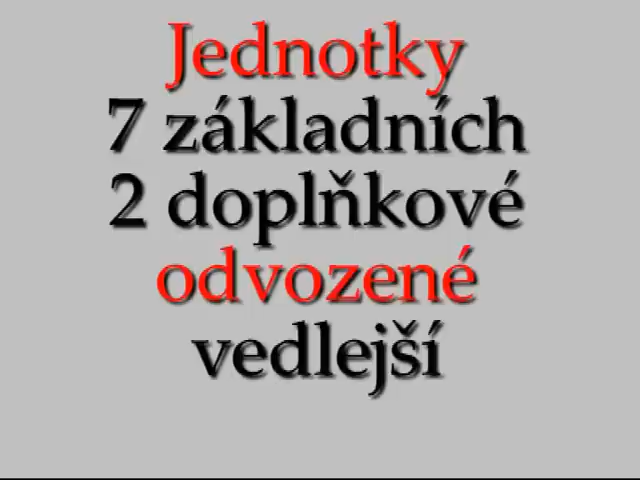 Jednotky
7 základních
2 doplňkové
odvozené
vedlejší